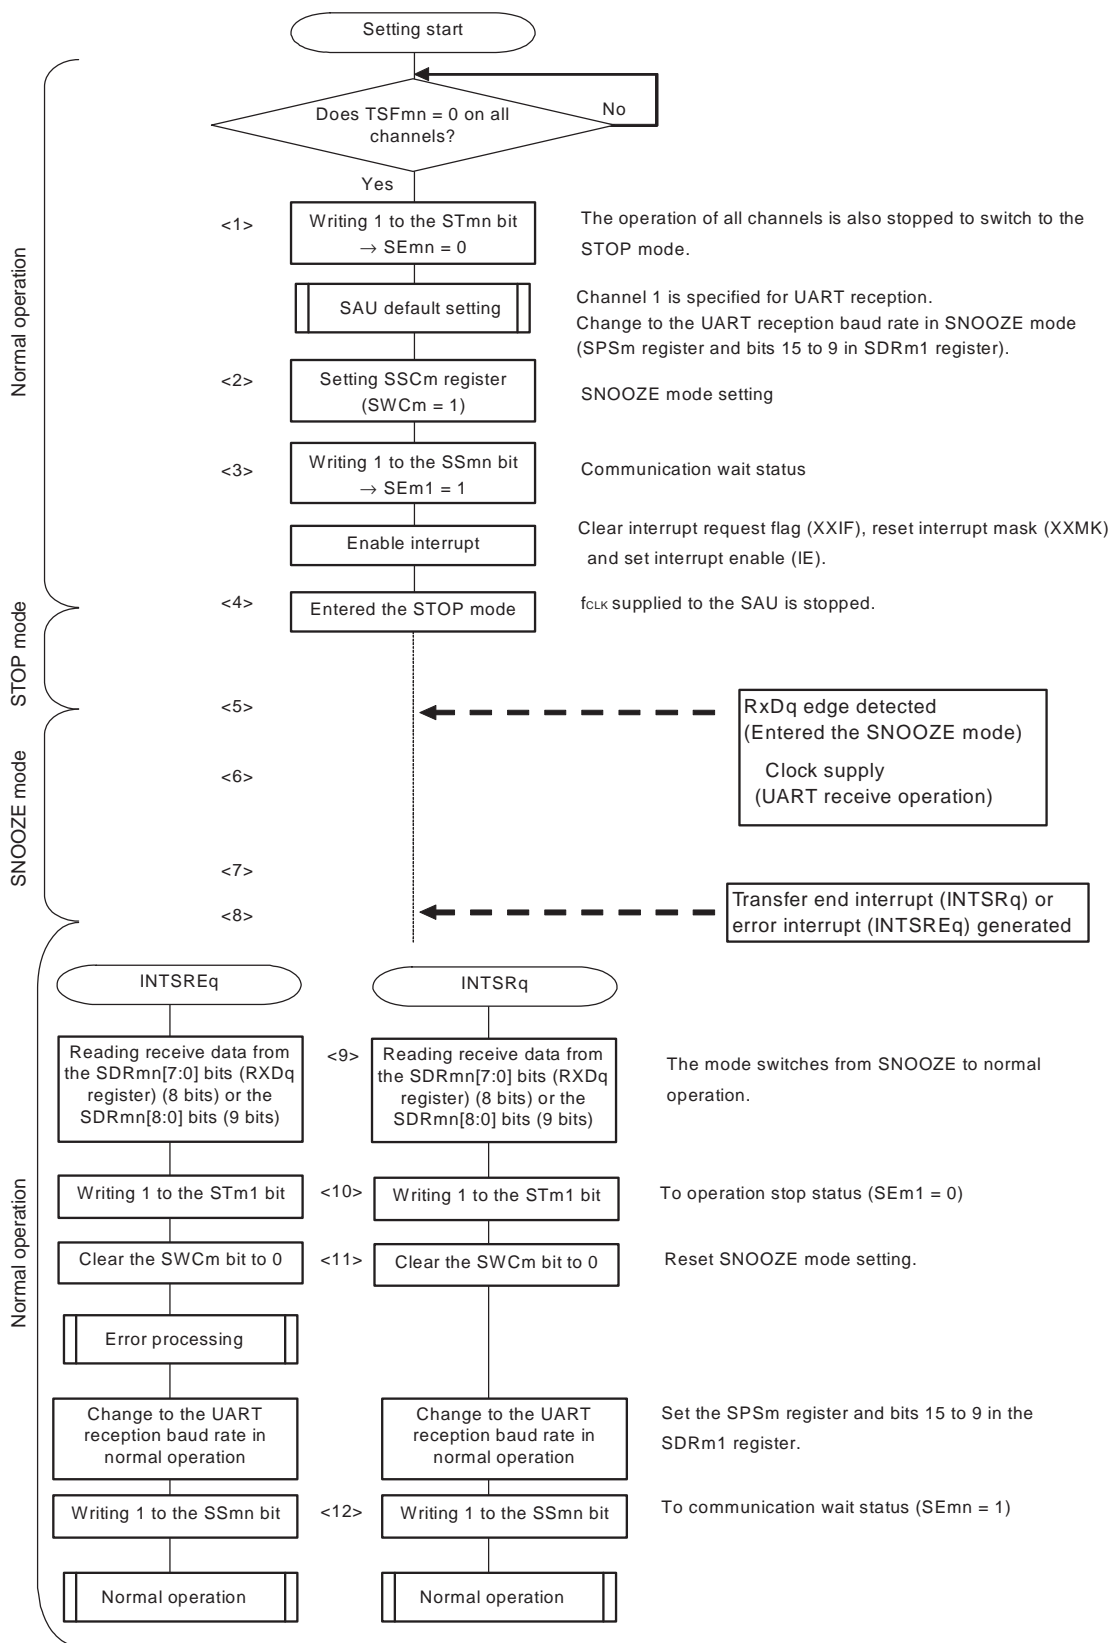 Setting start
Does TSFmn = 0 on all
channels?
No
Yes
Normal operation
<1>
Writing 1 to the STmn bit
→ SEmn = 0
The operation of all channels is also stopped to switch to the
STOP mode.
SAU default setting
Channel 1 is specified for UART reception.
Change to the UART reception baud rate in SNOOZE mode
(SPSm register and bits 15 to 9 in SDRm1 register).
<2>
Setting SSCm register
(SWCm = 1)
SNOOZE mode setting
<3>
Writing 1 to the SSmn bit
→ SEm1 = 1
Communication wait status
Enable interrupt
Clear interrupt request flag (XXIF), reset interrupt mask (XXMK)
and set interrupt enable (IE).
<4>
Entered the STOP mode
fCLK supplied to the SAU is stopped.
STOP mode
<5>
RxDq edge detected
(Entered the SNOOZE mode)
SNOOZE mode
<6>
Clock supply
(UART receive operation)
<7>
<8>
Transfer end interrupt (INTSRq) or
error interrupt (INTSREq) generated
INTSREq
INTSRq
Reading receive data from
the SDRmn[7:0] bits (RXDq
register) (8 bits) or the
SDRmn[8:0] bits (9 bits)
<9>
Reading receive data from
the SDRmn[7:0] bits (RXDq
register) (8 bits) or the
SDRmn[8:0] bits (9 bits)
The mode switches from SNOOZE to normal
operation.
Normal operation
Writing 1 to the STm1 bit
<10>
Writing 1 to the STm1 bit
To operation stop status (SEm1 = 0)
Clear the SWCm bit to 0
<11>
Clear the SWCm bit to 0
Reset SNOOZE mode setting.
Error processing
Change to the UART
reception baud rate in
normal operation
Change to the UART
reception baud rate in
normal operation
Set the SPSm register and bits 15 to 9 in the
SDRm1 register.
Writing 1 to the SSmn bit
<12>
Writing 1 to the SSmn bit
To communication wait status (SEmn = 1)
Normal operation
Normal operation